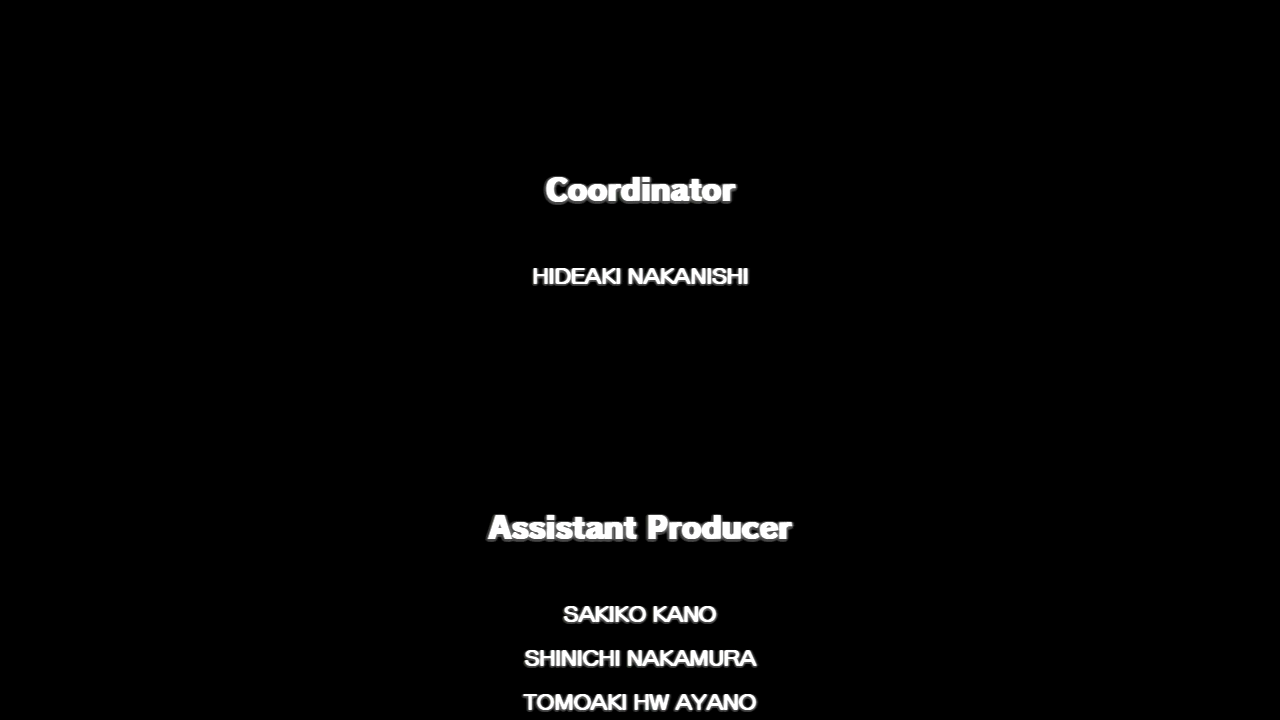 Coordinator
HIDEAKI NAKANISHI
Assistant Producer
SAKIKO KANO
SHINICHI NAKAMURA
TOMOAKI HW AYANO